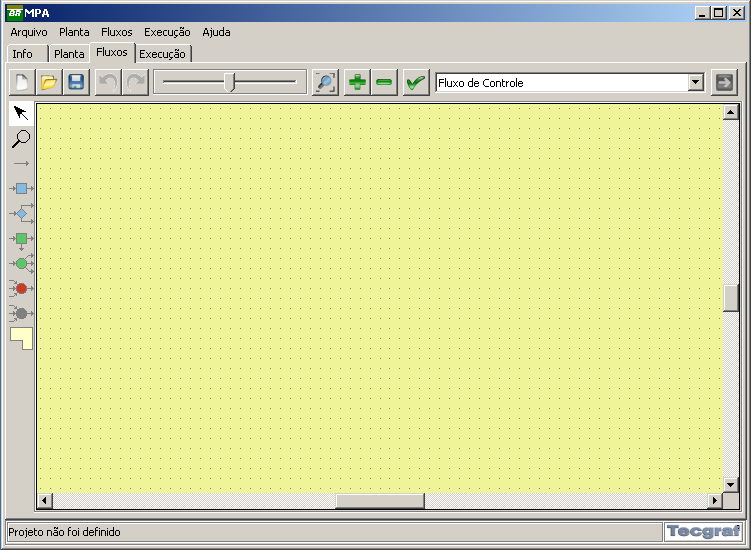 BR MPA
Arquivo Planta Fluxos Execução Ajuda
Info Planta Fluxos Execução
Fluxo de Controle
Projeto não foi definido Tecgraf